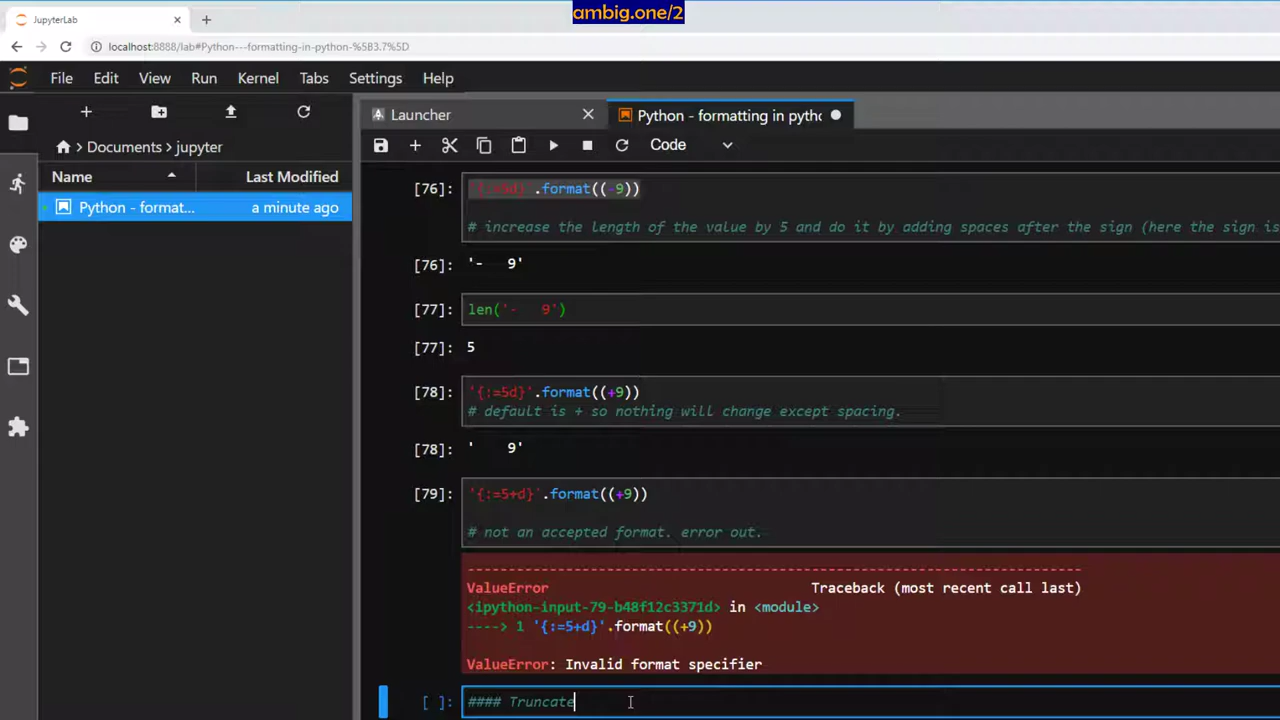 ambig.one/2
JupyterLab
localhost:8888/lab#Python---formatting-in-python-%5B3.7%5D
File Edit View Run Kernel Tabs Settings Help
Launcher
Python - formatting in pytho
Documents > jupyter
Code
Name Last Modified
Python - format... a minute ago
[76]: '{:=5d}'.format((-9))
# increase the length of the value by 5 and do it by adding spaces after the sign (here the sign is
[76]: '-   9'
[77]: len('-   9')
[77]: 5
[78]: '{:=5d}'.format((+9))
# default is + so nothing will change except spacing.
[78]: '    9'
[79]: '{:=5+d}'.format((+9))
# not an accepted format. error out.
---------------------------------------------------------------------------
ValueError Traceback (most recent call last)
<ipython-input-79-b48f12c3371d> in <module>
----> 1 '{:=5+d}'.format((+9))
ValueError: Invalid format specifier
[ ]: #### Truncate